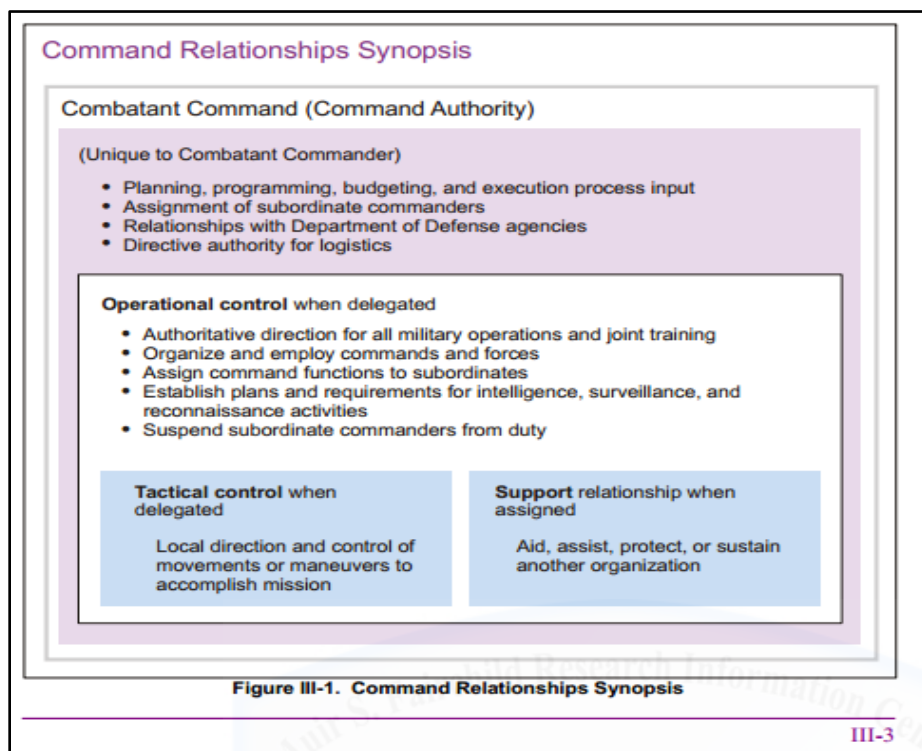 Command Relationships Synopsis
Combatant Command (Command Authority)
(Unique to Combatant Commander)
• Planning, programming, budgeting, and execution process input
• Assignment of subordinate commanders
• Relationships with Department of Defense agencies
• Directive authority for logistics
Operational control when delegated
• Authoritative direction for all military operations and joint training
• Organize and employ commands and forces
• Assign command functions to subordinates
• Establish plans and requirements for intelligence, surveillance, and
reconnaissance activities
• Suspend subordinate commanders from duty
Tactical control when
delegated
Local direction and control of
movements or maneuvers to
accomplish mission
Support relationship when
assigned
Aid, assist, protect, or sustain
another organization
Figure III-1. Command Relationships Synopsis
Muir S. Fairchild Research Information
III-3